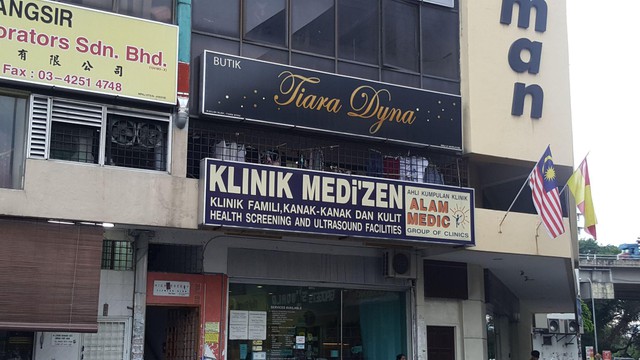 ANGSIR
orators Sdn. Bhd.
有 限 公 司
Fax : 03-4251 4748
BUTIK
Tiara Dyna
man
KLINIK MEDi'ZEN
KLINIK FAMILI,KANAK-KANAK DAN KULIT
HEALTH SCREENING AND ULTRASOUND FACILITIES
AHLI KUMPULAN KLINIK
ALAM
MEDIC
GROUP OF CLINICS